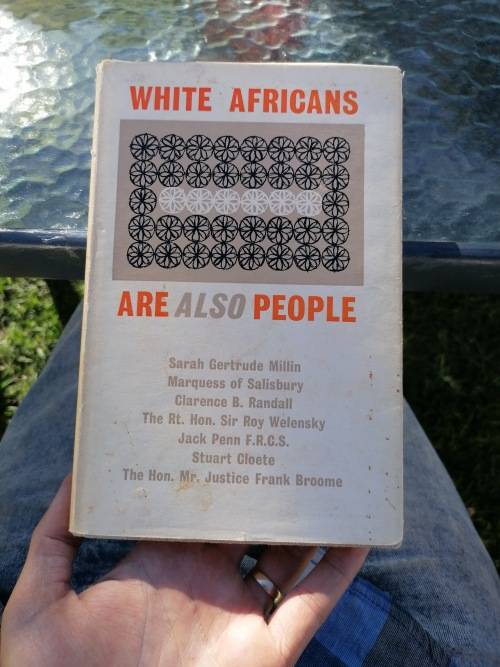 WHITE AFRICANS
ARE ALSO PEOPLE
Sarah Gertrude Millin
Marquess of Salisbury
Clarence B. Randall
The Rt. Hon. Sir Roy Welensky
Jack Penn F.R.C.S.
Stuart Cloete
The Hon. Mr. Justice Frank Broome